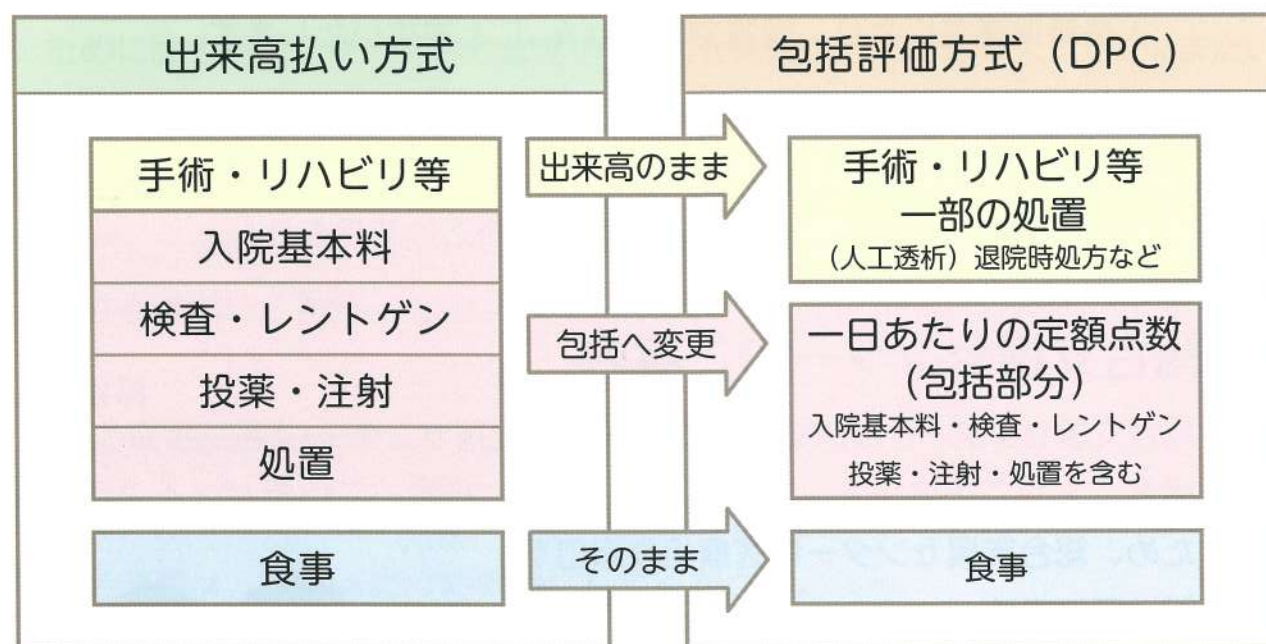 出来高払い方式
手術・リハビリ等
入院基本料
検査・レントゲン
投薬・注射
処置
食事
出来高のまま
包括へ変更
そのまま
包括評価方式（DPC）
手術・リハビリ等
一部の処置
（人工透析）退院時処方など
一日あたりの定額点数
（包括部分）
入院基本料・検査・レントゲン
投薬・注射・処置を含む
食事